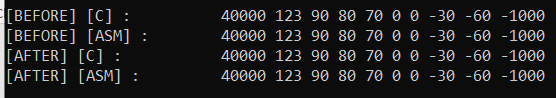 [BEFORE] [C] : 40000 123 90 80 70 0 0 -30 -60 -1000
[BEFORE] [ASM] : 40000 123 90 80 70 0 0 -30 -60 -1000
[AFTER] [C] : 40000 123 90 80 70 0 0 -30 -60 -1000
[AFTER] [ASM] : 40000 123 90 80 70 0 0 -30 -60 -1000